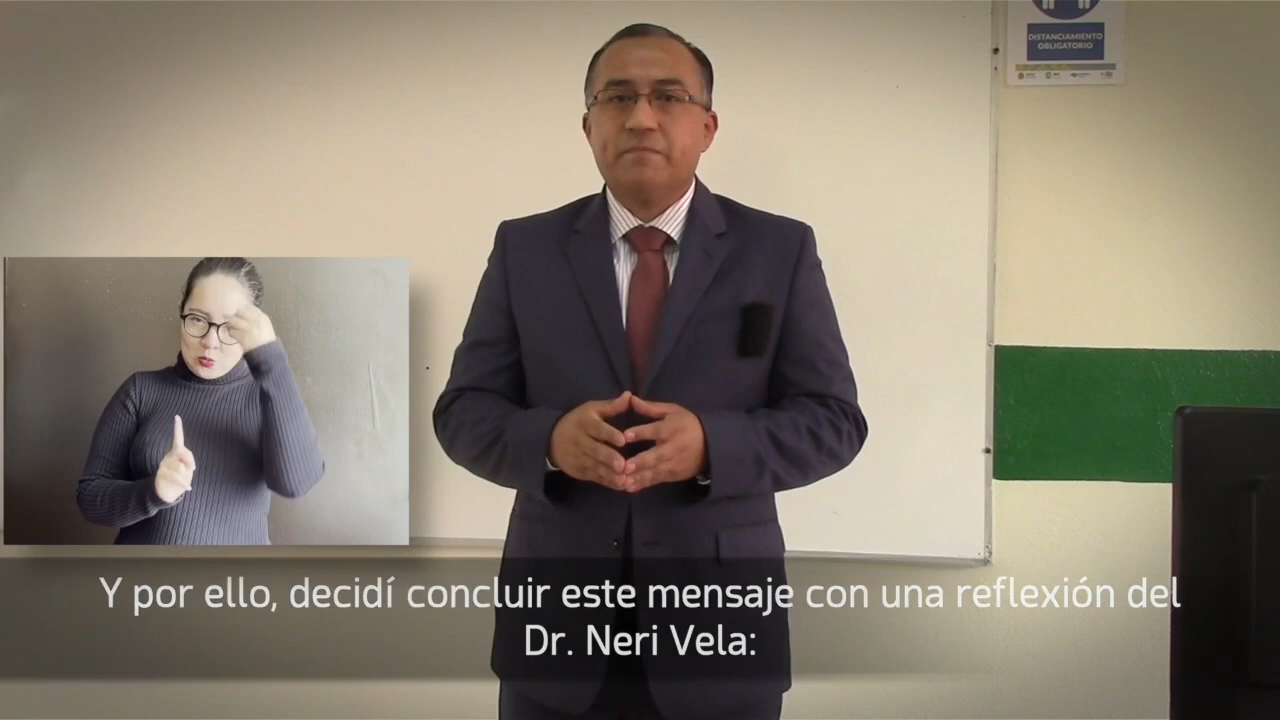 DISTANCIAMIENTO
OBLIGATORIO
Y por ello, decidí concluir este mensaje con una reflexión del
Dr. Neri Vela: